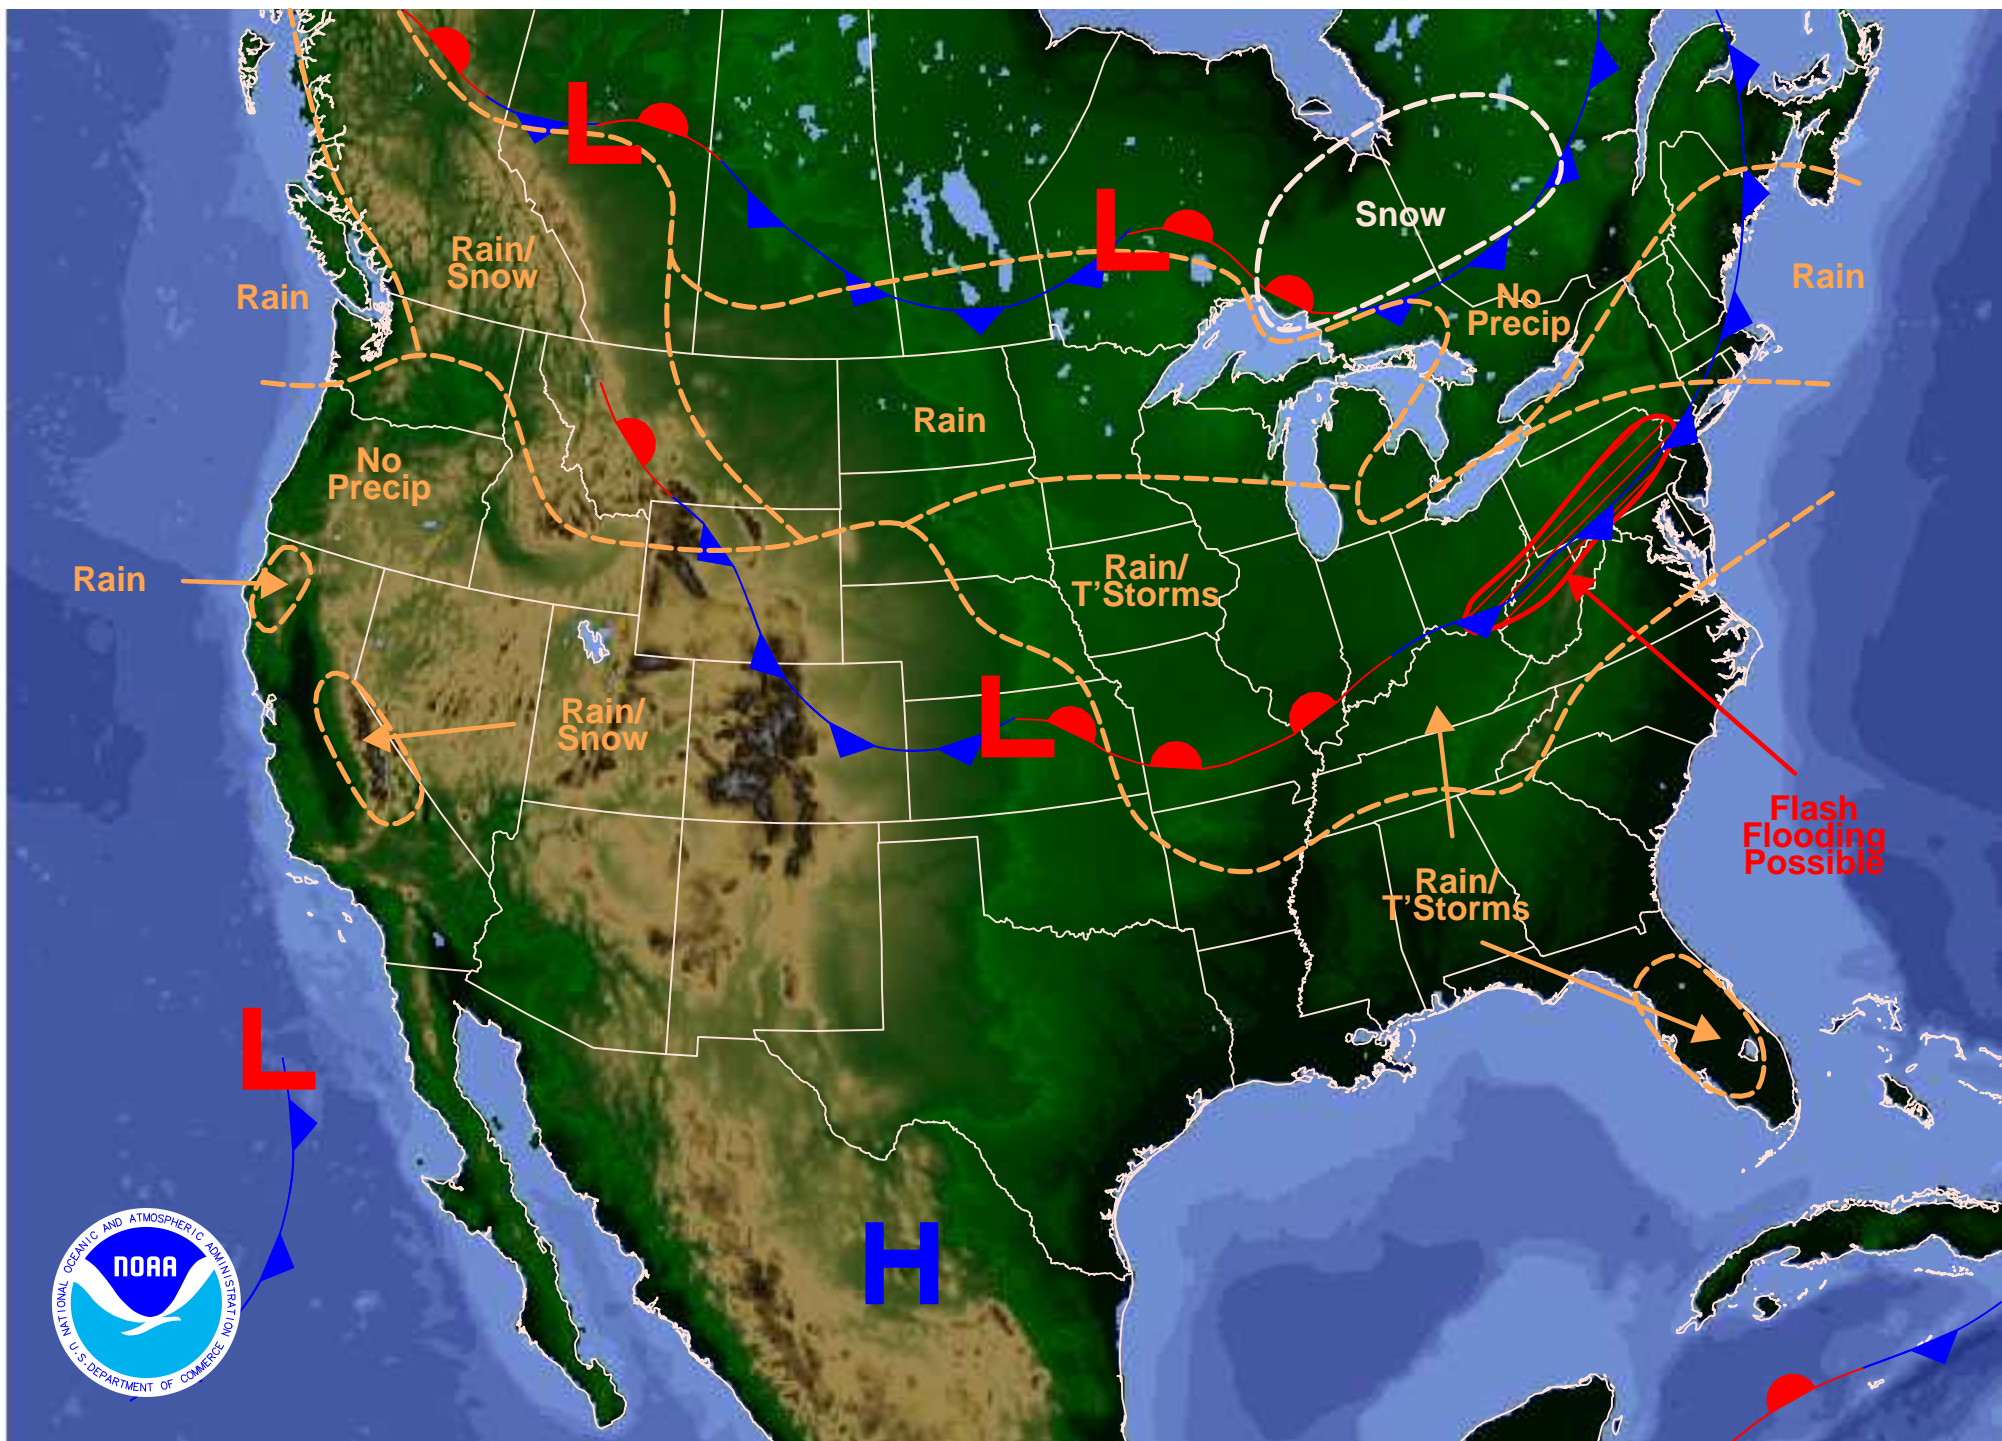 L
L
Snow
Rain/
Snow
Rain
No
Precip
Rain
Rain
No
Precip
Rain
Rain/
T'Storms
Rain/
Snow
L
Flash
Flooding
Possible
Rain/
T'Storms
L
H
NATIONAL OCEANIC AND ATMOSPHERIC ADMINISTRATION
NOAA
U.S. DEPARTMENT OF COMMERCE